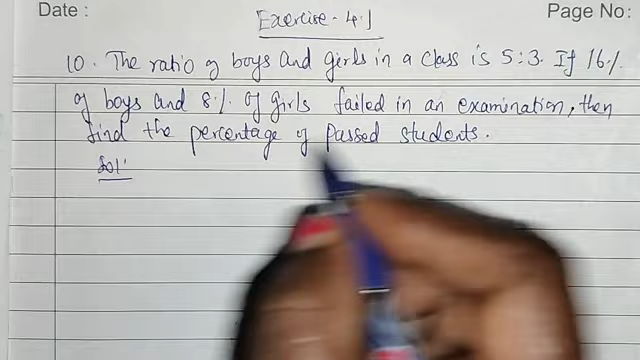 Date : Page No:
Exercise - 4.1
10. The ratio of boys and girls in a class is 5:3. If 16%
of boys and 8% of girls failed in an examination, then
find the percentage of passed students.
Sol: